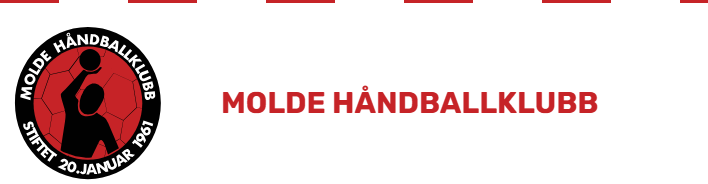 MOLDE HÅNDBALLKLUBB
STIFTET 20.JANUAR 1961
MOLDE HÅNDBALLKLUBB